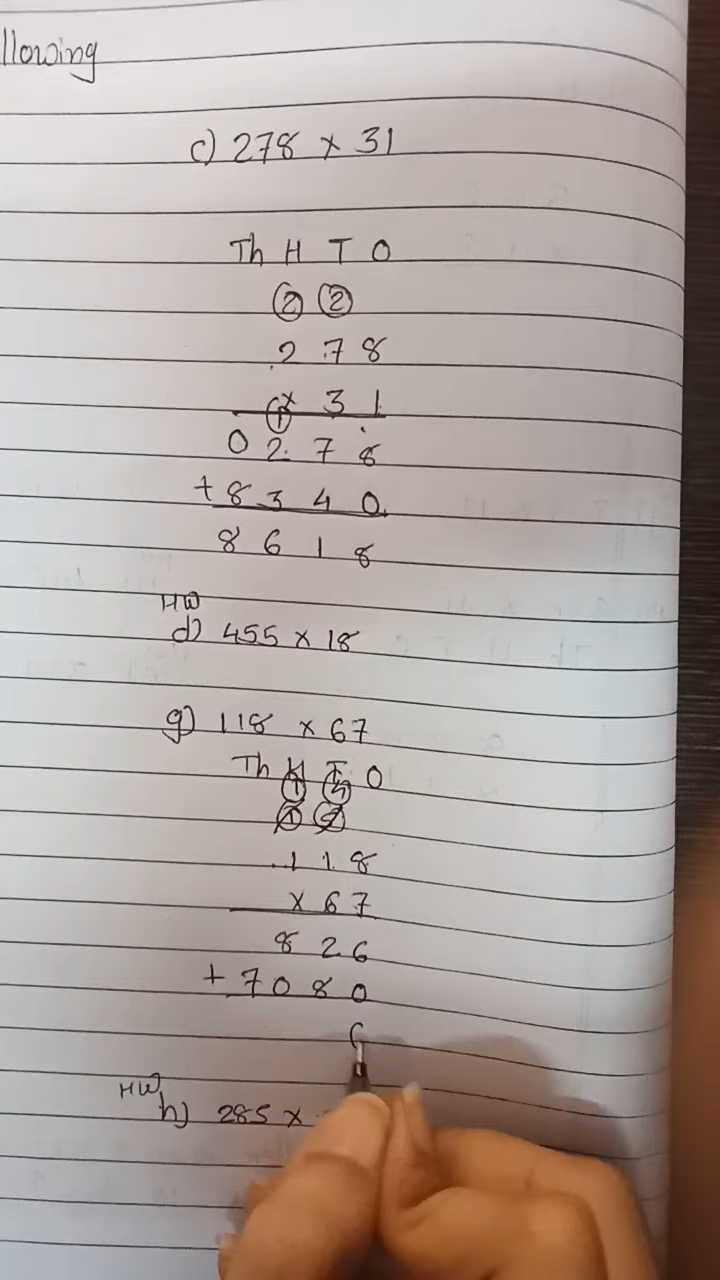 llowing
c) 278 × 31
Th H T O
2 2
2 7 8
× 3 1
1
0 2 7 8
+ 8 3 4 0
8 6 1 8
HW
d) 455 × 18
g) 118 × 67
Th H T O
1 4
1 5
1 1 8
× 6 7
8 2 6
+ 7 0 8 0
HW
h) 285 ×